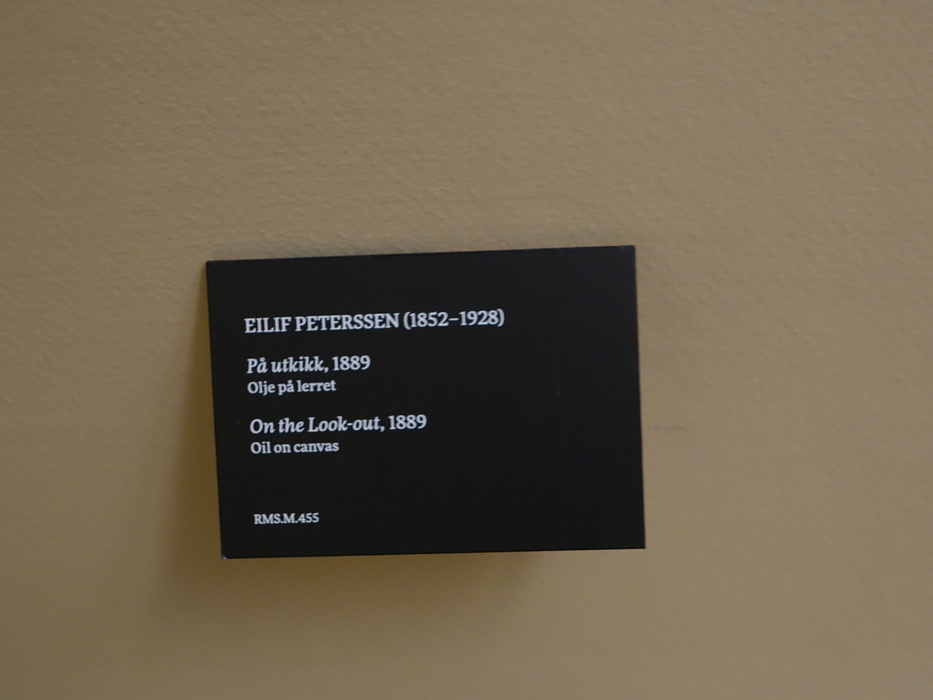 EILIF PETERSSEN (1852–1928)
På utkikk, 1889
Olje på lerret
On the Look-out, 1889
Oil on canvas
RMS.M.455